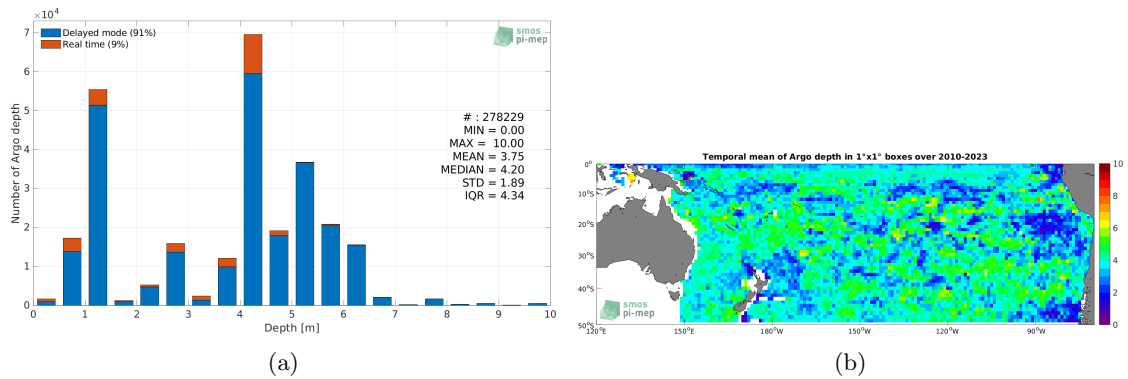 ×10⁴
Delayed mode (91%)
Real time (9%)
smos
pi-mep
7
6
5
4
3
2
1
0
Number of Argo depth
# : 278229
MIN = 0.00
MAX = 10.00
MEAN = 3.75
MEDIAN = 4.20
STD = 1.89
IQR = 4.34
0 1 2 3 4 5 6 7 8 9 10
Depth [m]
(a)
Temporal mean of Argo depth in 1°x1° boxes over 2010-2023
0°
10°S
20°S
30°S
40°S
50°S
120°E 150°E 180°W 150°W 120°W 90°W
smos
pi-mep
10
8
6
4
2
0
(b)